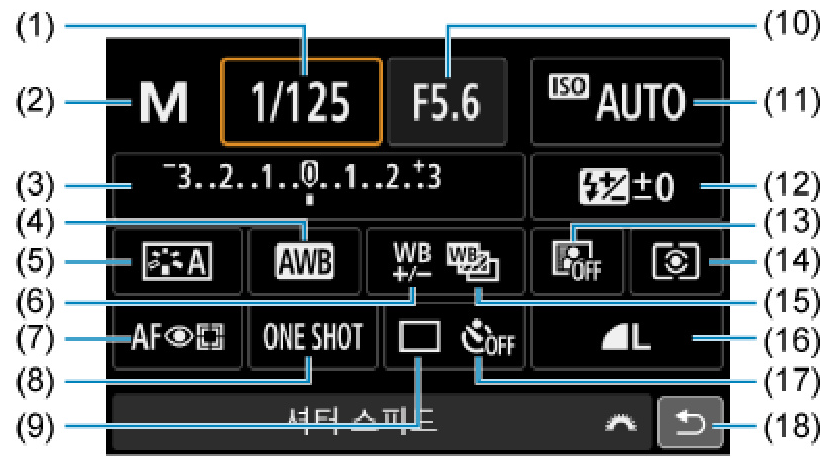 (1) (10)
(2) M 1/125 F5.6 ISO AUTO (11)
(3) -3..2..1..0..1..2..+3 ±0 (12)
(4) (13)
(5) A AWB WB +/- WB OFF (14)
(6) (15)
(7) AF ONE SHOT OFF L (16)
(8) (17)
(9) 셔터 스피드 (18)